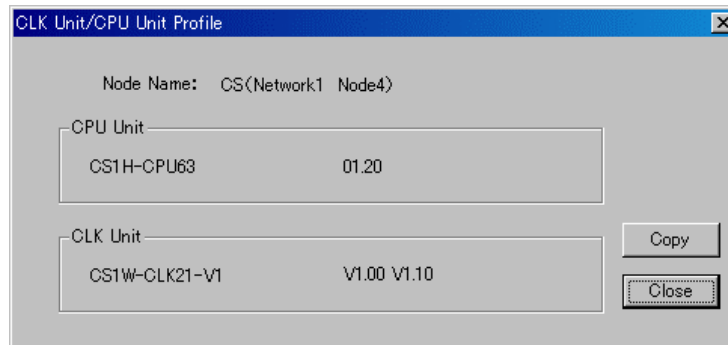 CLK Unit/CPU Unit Profile
Node Name: CS(Network1 Node4)
CPU Unit
CS1H-CPU63 01.20
CLK Unit
CS1W-CLK21-V1 V1.00 V1.10
Copy
Close